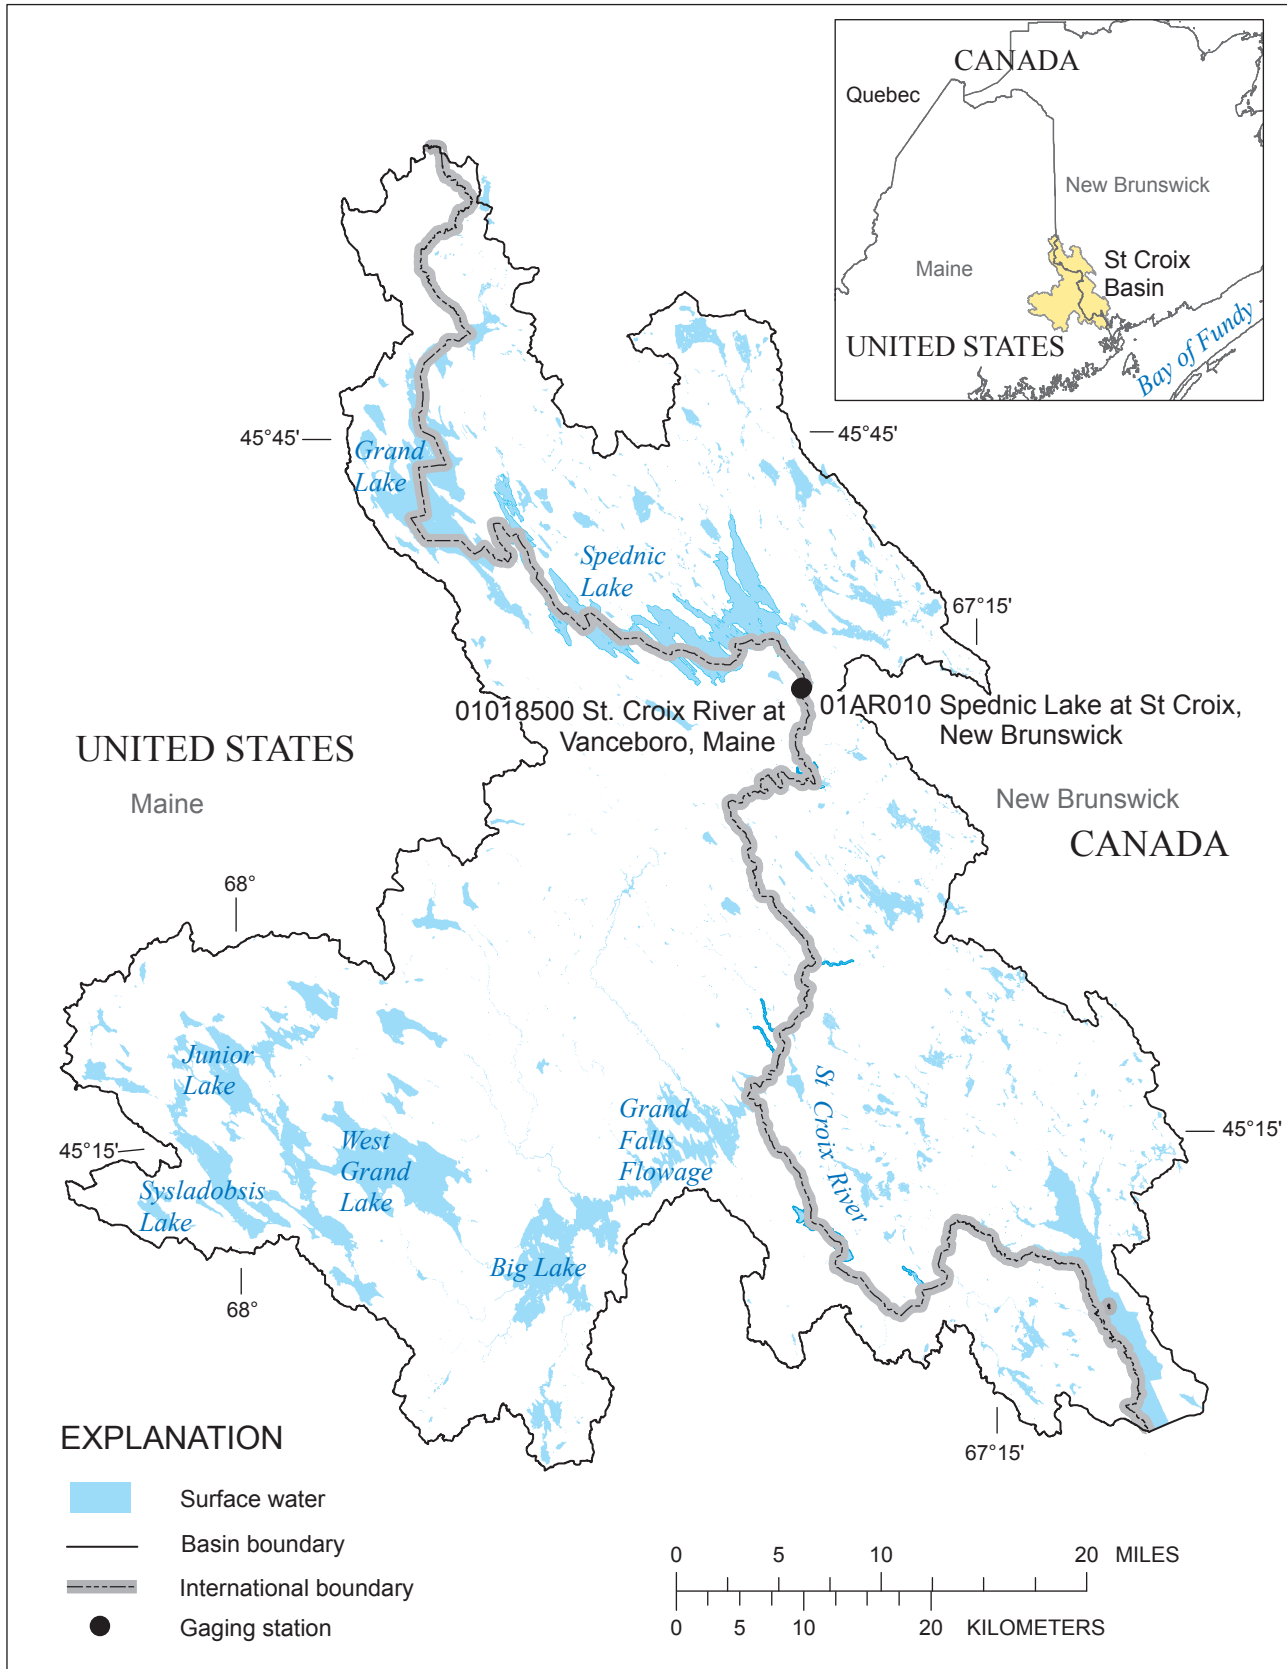 CANADA
Quebec
New Brunswick
Maine
St Croix
Basin
UNITED STATES
Bay of Fundy
45°45'
45°45'
Grand
Lake
Spednic
Lake
67°15'
01018500 St. Croix River at
Vanceboro, Maine
01AR010 Spednic Lake at St Croix,
New Brunswick
UNITED STATES
Maine
New Brunswick
CANADA
68°
Junior
Lake
Grand
Falls
Flowage
St Croix River
45°15'
45°15'
West
Grand
Lake
Sysladobsis
Lake
Big Lake
68°
67°15'
EXPLANATION
Surface water
Basin boundary
International boundary
Gaging station
0 5 10 20 MILES
0 5 10 20 KILOMETERS